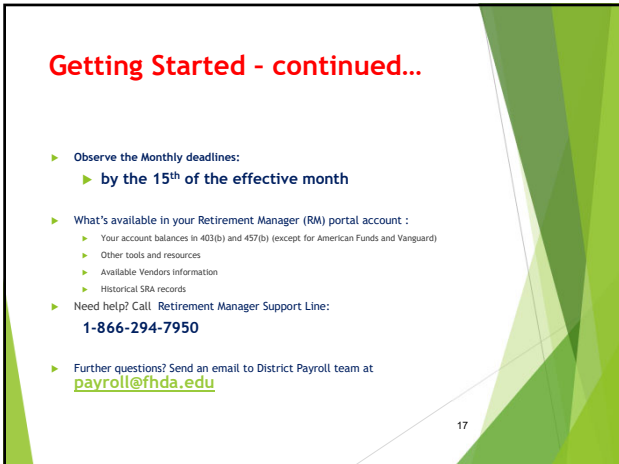 Getting Started – continued…
Observe the Monthly deadlines:
by the 15th of the effective month
What's available in your Retirement Manager (RM) portal account :
Your account balances in 403(b) and 457(b) (except for American Funds and Vanguard)
Other tools and resources
Available Vendors information
Historical SRA records
Need help? Call Retirement Manager Support Line:
1-866-294-7950
Further questions? Send an email to District Payroll team at
payroll@fhda.edu
17